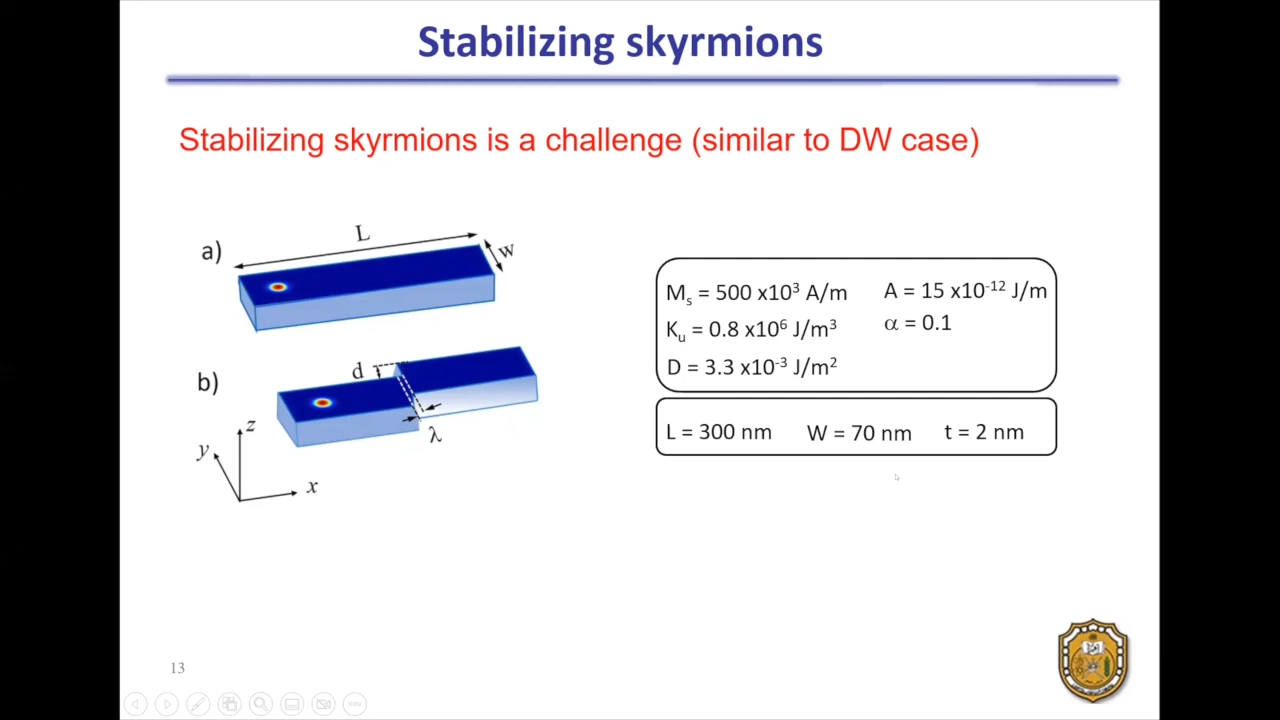 Stabilizing skyrmions
Stabilizing skyrmions is a challenge (similar to DW case)
a)
L
w
b)
d
λ
z
y
x
Mₛ = 500 x10³ A/m
A = 15 x10⁻¹² J/m
Kᵤ = 0.8 x10⁶ J/m³
α = 0.1
D = 3.3 x10⁻³ J/m²
L = 300 nm W = 70 nm t = 2 nm
13